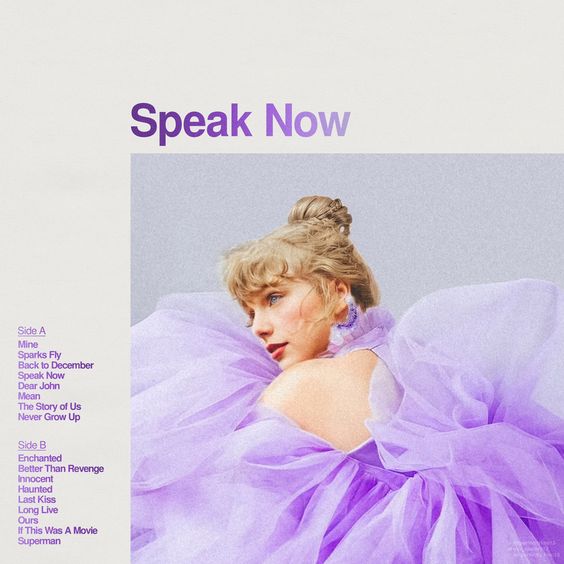 Speak Now
Side A
Mine
Sparks Fly
Back to December
Speak Now
Dear John
Mean
The Story of Us
Never Grow Up
Side B
Enchanted
Better Than Revenge
Innocent
Haunted
Last Kiss
Long Live
Ours
If This Was A Movie
Superman